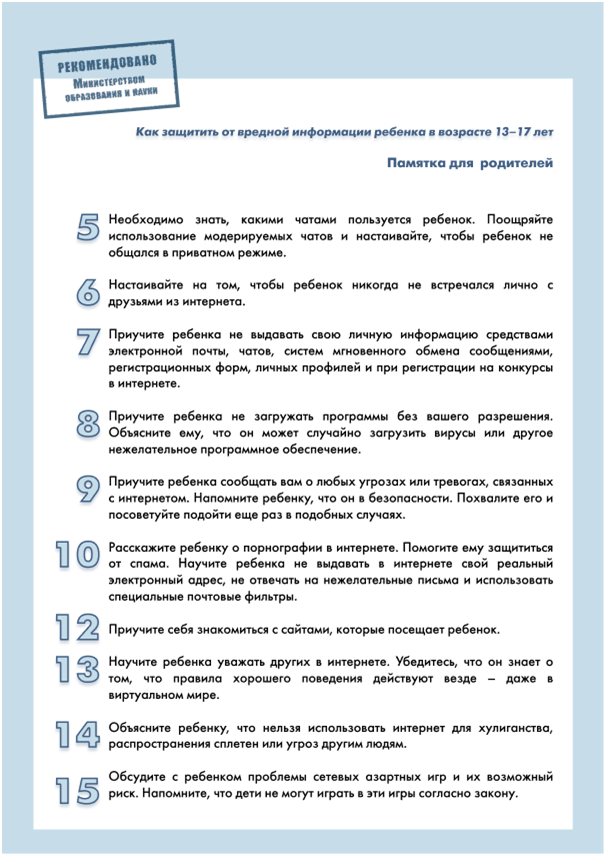 РЕКОМЕНДОВАНО
МИНИСТЕРСТВОМ
ОБРАЗОВАНИЯ И НАУКИ
Как защитить от вредной информации ребенка в возрасте 13–17 лет
Памятка для родителей
5 Необходимо знать, какими чатами пользуется ребенок. Поощряйте
использование модерируемых чатов и настаивайте, чтобы ребенок не
общался в приватном режиме.
6 Настаивайте на том, чтобы ребенок никогда не встречался лично с
друзьями из интернета.
7 Приучите ребенка не выдавать свою личную информацию средствами
электронной почты, чатов, систем мгновенного обмена сообщениями,
регистрационных форм, личных профилей и при регистрации на конкурсы
в интернете.
8 Приучите ребенка не загружать программы без вашего разрешения.
Объясните ему, что он может случайно загрузить вирусы или другое
нежелательное программное обеспечение.
9 Приучите ребенка сообщать вам о любых угрозах или тревогах, связанных
с интернетом. Напомните ребенку, что он в безопасности. Похвалите его и
посоветуйте подойти еще раз в подобных случаях.
10 Расскажите ребенку о порнографии в интернете. Помогите ему защититься
от спама. Научите ребенка не выдавать в интернете свой реальный
электронный адрес, не отвечать на нежелательные письма и использовать
специальные почтовые фильтры.
12 Приучите себя знакомиться с сайтами, которые посещает ребенок.
13 Научите ребенка уважать других в интернете. Убедитесь, что он знает о
том, что правила хорошего поведения действуют везде – даже в
виртуальном мире.
14 Объясните ребенку, что нельзя использовать интернет для хулиганства,
распространения сплетен или угроз другим людям.
15 Обсудите с ребенком проблемы сетевых азартных игр и их возможный
риск. Напомните, что дети не могут играть в эти игры согласно закону.